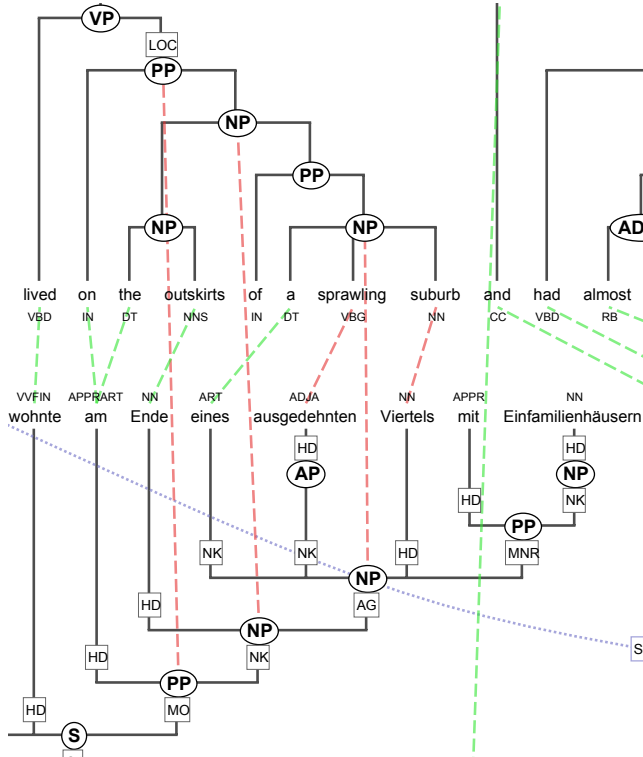 VP
LOC
PP
NP
PP
NP NP AD
lived on the outskirts of a sprawling suburb and had almost
VBD IN DT NNS IN DT VBG NN CC VBD RB
VVFIN APPRART NN ART ADJA NN APPR NN
wohnte am Ende eines ausgedehnten Viertels mit Einfamilienhäusern
HD HD
AP NP
HD NK
PP
NK NK HD MNR
NP
HD AG
NP
S
HD NK
PP
HD MO
S